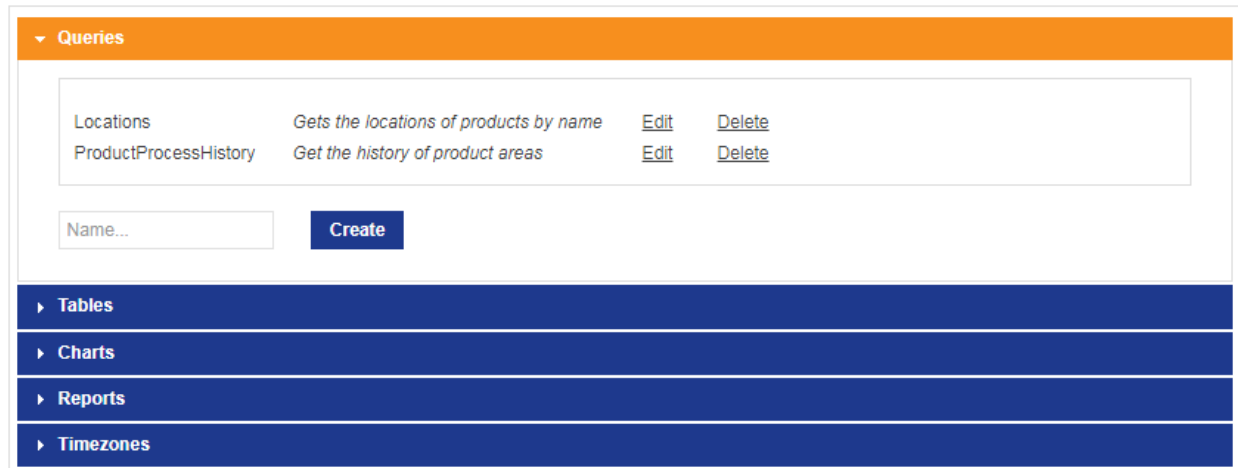 Queries
Locations Gets the locations of products by name Edit Delete
ProductProcessHistory Get the history of product areas Edit Delete
Name... Create
Tables
Charts
Reports
Timezones